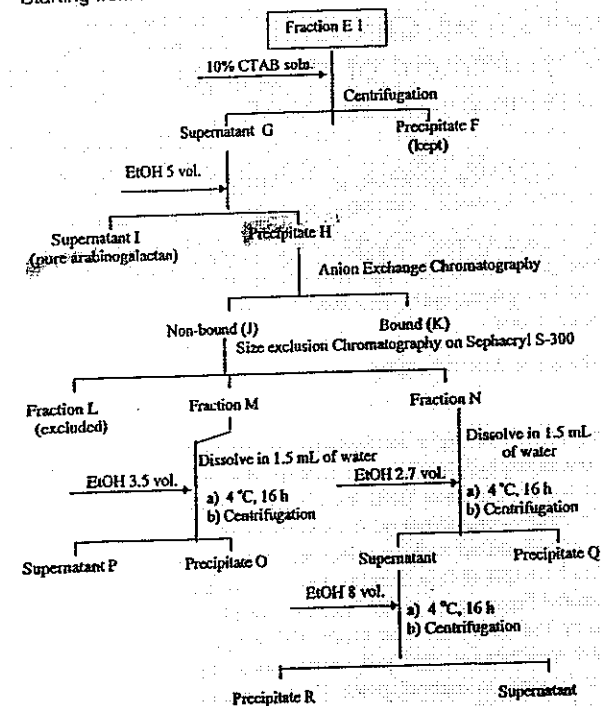 Starting
Fraction E 1
10% CTAB soln.
Centrifugation
Supernatant G
Precipitate F
(kept)
EtOH 5 vol.
Supernatant I
(pure arabinogalactan)
Precipitate H
Anion Exchange Chromatography
Non-bound (J)
Bound (K)
Size exclusion Chromatography on Sephacryl S-300
Fraction L
(excluded)
Fraction M
Fraction N
Dissolve in 1.5 mL of water
EtOH 3.5 vol.
a) 4 °C, 16 h
b) Centrifugation
Dissolve in 1.5 mL
of water
EtOH 2.7 vol.
a) 4 °C, 16 h
b) Centrifugation
Supernatant P
Precipitate O
Supernatant
Precipitate Q
EtOH 8 vol.
a) 4 °C, 16 h
b) Centrifugation
Precipitate R
Supernatant